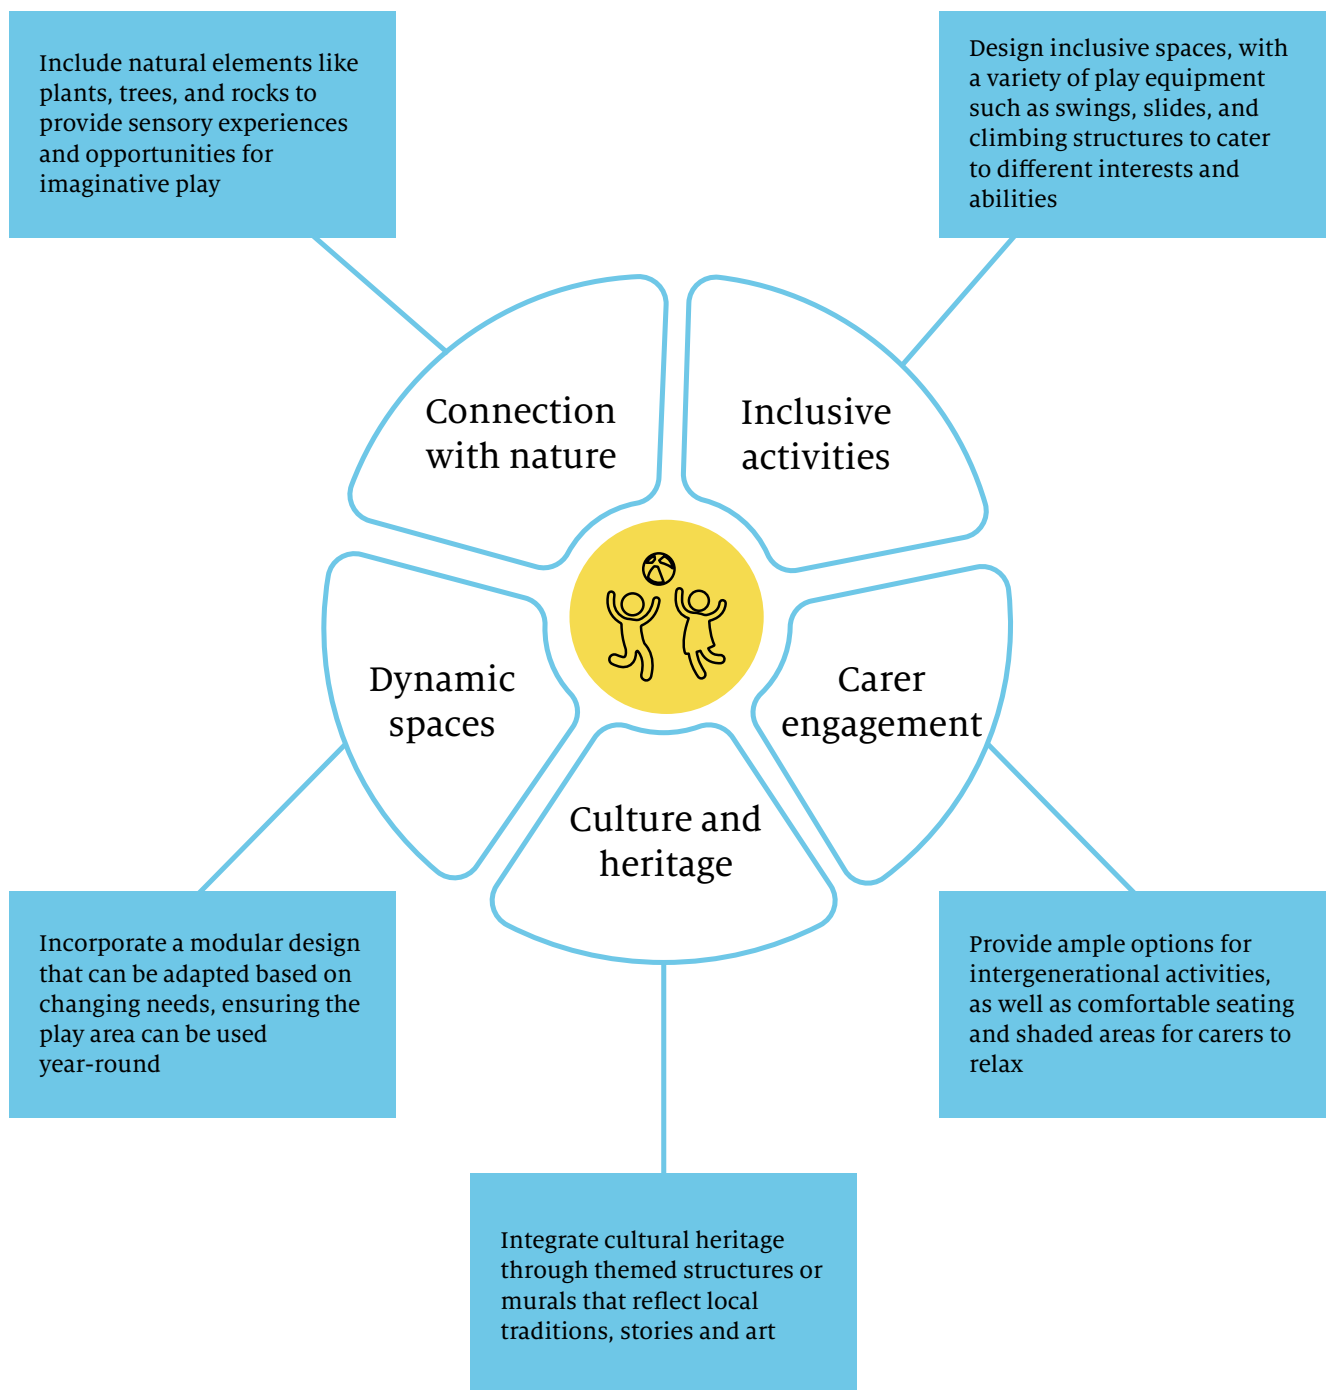 Include natural elements like
plants, trees, and rocks to
provide sensory experiences
and opportunities for
imaginative play
Design inclusive spaces, with
a variety of play equipment
such as swings, slides, and
climbing structures to cater
to different interests and
abilities
Connection
with nature
Inclusive
activities
Dynamic
spaces
Carer
engagement
Culture and
heritage
Incorporate a modular design
that can be adapted based on
changing needs, ensuring the
play area can be used
year-round
Provide ample options for
intergenerational activities,
as well as comfortable seating
and shaded areas for carers to
relax
Integrate cultural heritage
through themed structures or
murals that reflect local
traditions, stories and art